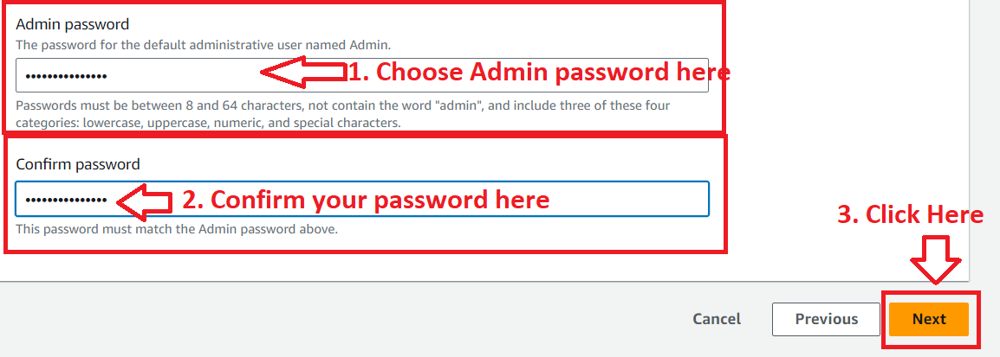 Admin password
The password for the default administrative user named Admin.
••••••••••••••
1. Choose Admin password here
Passwords must be between 8 and 64 characters, not contain the word "admin", and include three of these four
categories: lowercase, uppercase, numeric, and special characters.
Confirm password
••••••••••••••
2. Confirm your password here
This password must match the Admin password above.
3. Click Here
Cancel
Previous
Next